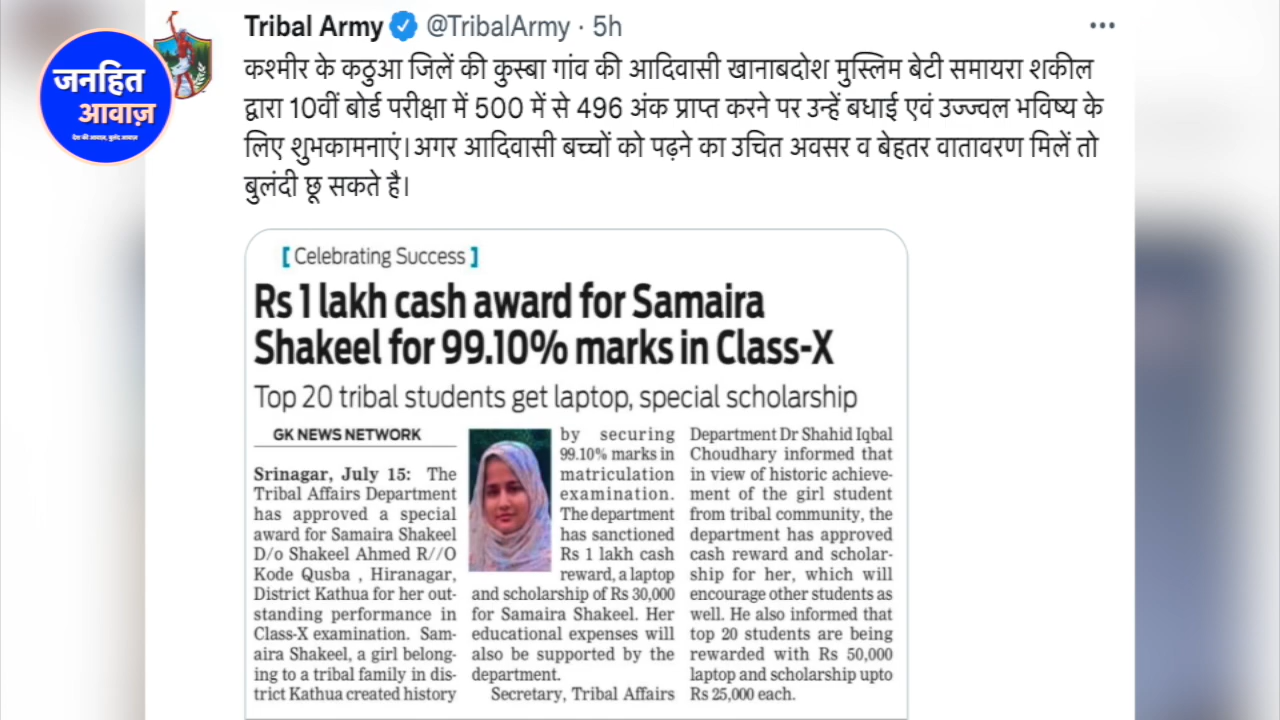 जनहित
आवाज़
देश की आवाज़, बुलंद आवाज़
Tribal Army @TribalArmy · 5h
कश्मीर के कठुआ जिलें की कुस्बा गांव की आदिवासी खानाबदोश मुस्लिम बेटी समायरा शकील
द्वारा 10वीं बोर्ड परीक्षा में 500 में से 496 अंक प्राप्त करने पर उन्हें बधाई एवं उज्ज्वल भविष्य के
लिए शुभकामनाएं।अगर आदिवासी बच्चों को पढ़ने का उचित अवसर व बेहतर वातावरण मिलें तो
बुलंदी छू सकते है।
[ Celebrating Success ]
Rs 1 lakh cash award for Samaira
Shakeel for 99.10% marks in Class-X
Top 20 tribal students get laptop, special scholarship
GK NEWS NETWORK
Srinagar, July 15: The
Tribal Affairs Department
has approved a special
award for Samaira Shakeel
D/o Shakeel Ahmed R//O
Kode Qusba , Hiranagar,
District Kathua for her out-
standing performance in
Class-X examination. Sam-
aira Shakeel, a girl belong-
ing to a tribal family in dis-
trict Kathua created history
by securing
99.10% marks in
matriculation
examination.
The department
has sanctioned
Rs 1 lakh cash
reward, a laptop
and scholarship of Rs 30,000
for Samaira Shakeel. Her
educational expenses will
also be supported by the
department.
Secretary, Tribal Affairs
Department Dr Shahid Iqbal
Choudhary informed that
in view of historic achieve-
ment of the girl student
from tribal community, the
department has approved
cash reward and scholar-
ship for her, which will
encourage other students as
well. He also informed that
top 20 students are being
rewarded with Rs 50,000
laptop and scholarship upto
Rs 25,000 each.